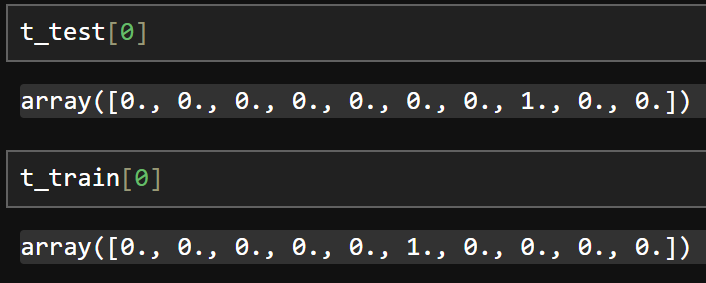 t_test[0]
array([0., 0., 0., 0., 0., 0., 0., 1., 0., 0.])
t_train[0]
array([0., 0., 0., 0., 0., 1., 0., 0., 0., 0.])